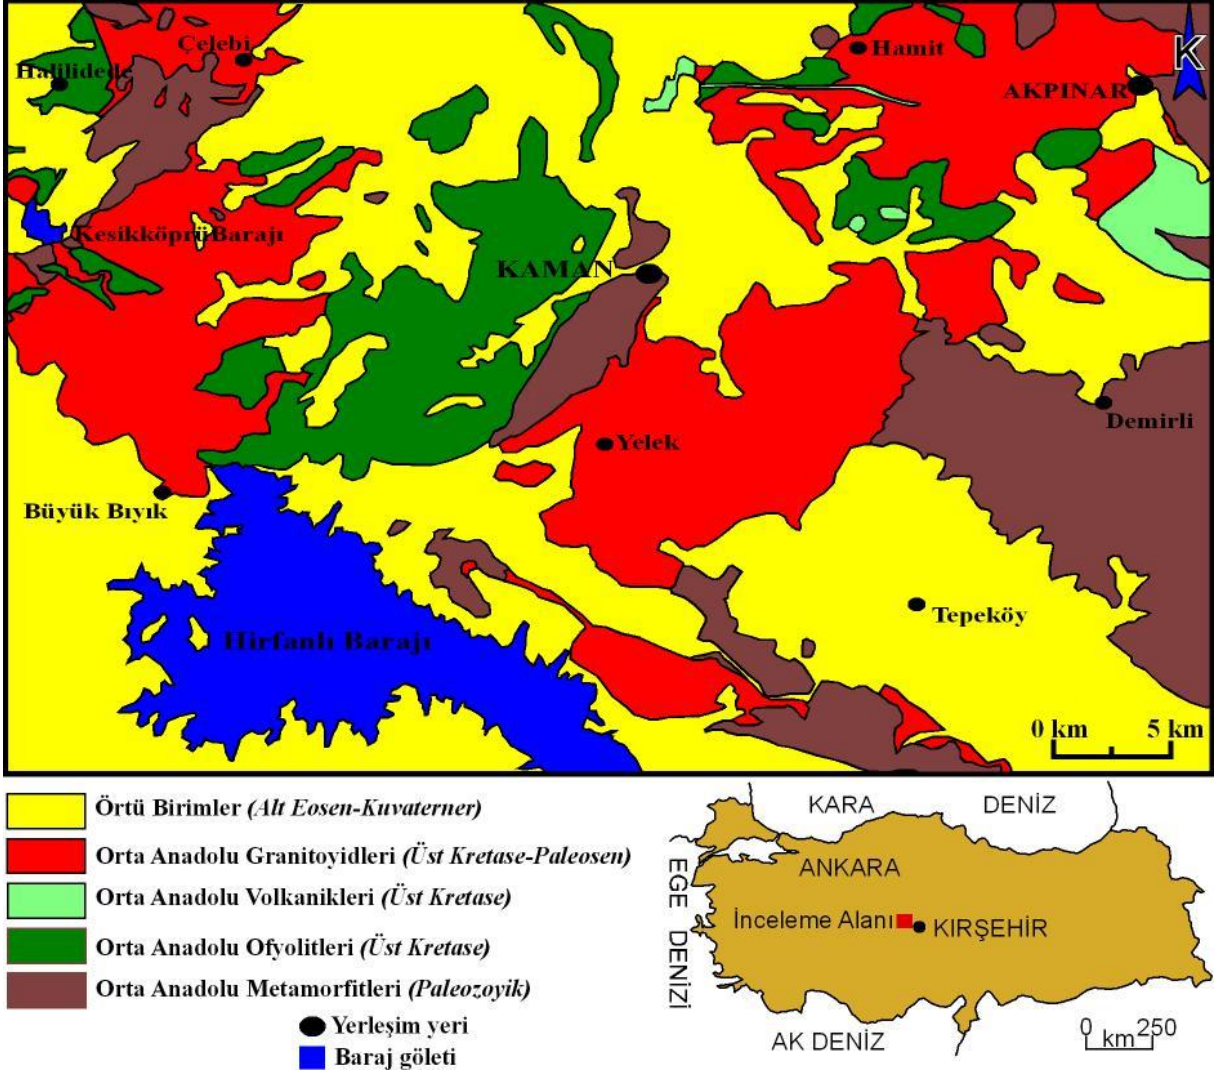 Çelebi
Hamit
K
Halilidede
AKPINAR
Kesikköprü Barajı
KAMAN
Demirli
Yelek
Büyük Bıyık
Tepeköy
Hirfanlı Barajı
0 km 5 km
Örtü Birimler (Alt Eosen-Kuvaterner)
Orta Anadolu Granitoyidleri (Üst Kretase-Paleosen)
Orta Anadolu Volkanikleri (Üst Kretase)
Orta Anadolu Ofyolitleri (Üst Kretase)
Orta Anadolu Metamorfitleri (Paleozoyik)
Yerleşim yeri
Baraj göleti
KARA DENİZ
EGE DENİZİ
ANKARA
İnceleme Alanı
KIRŞEHİR
AK DENİZ
0 km 250